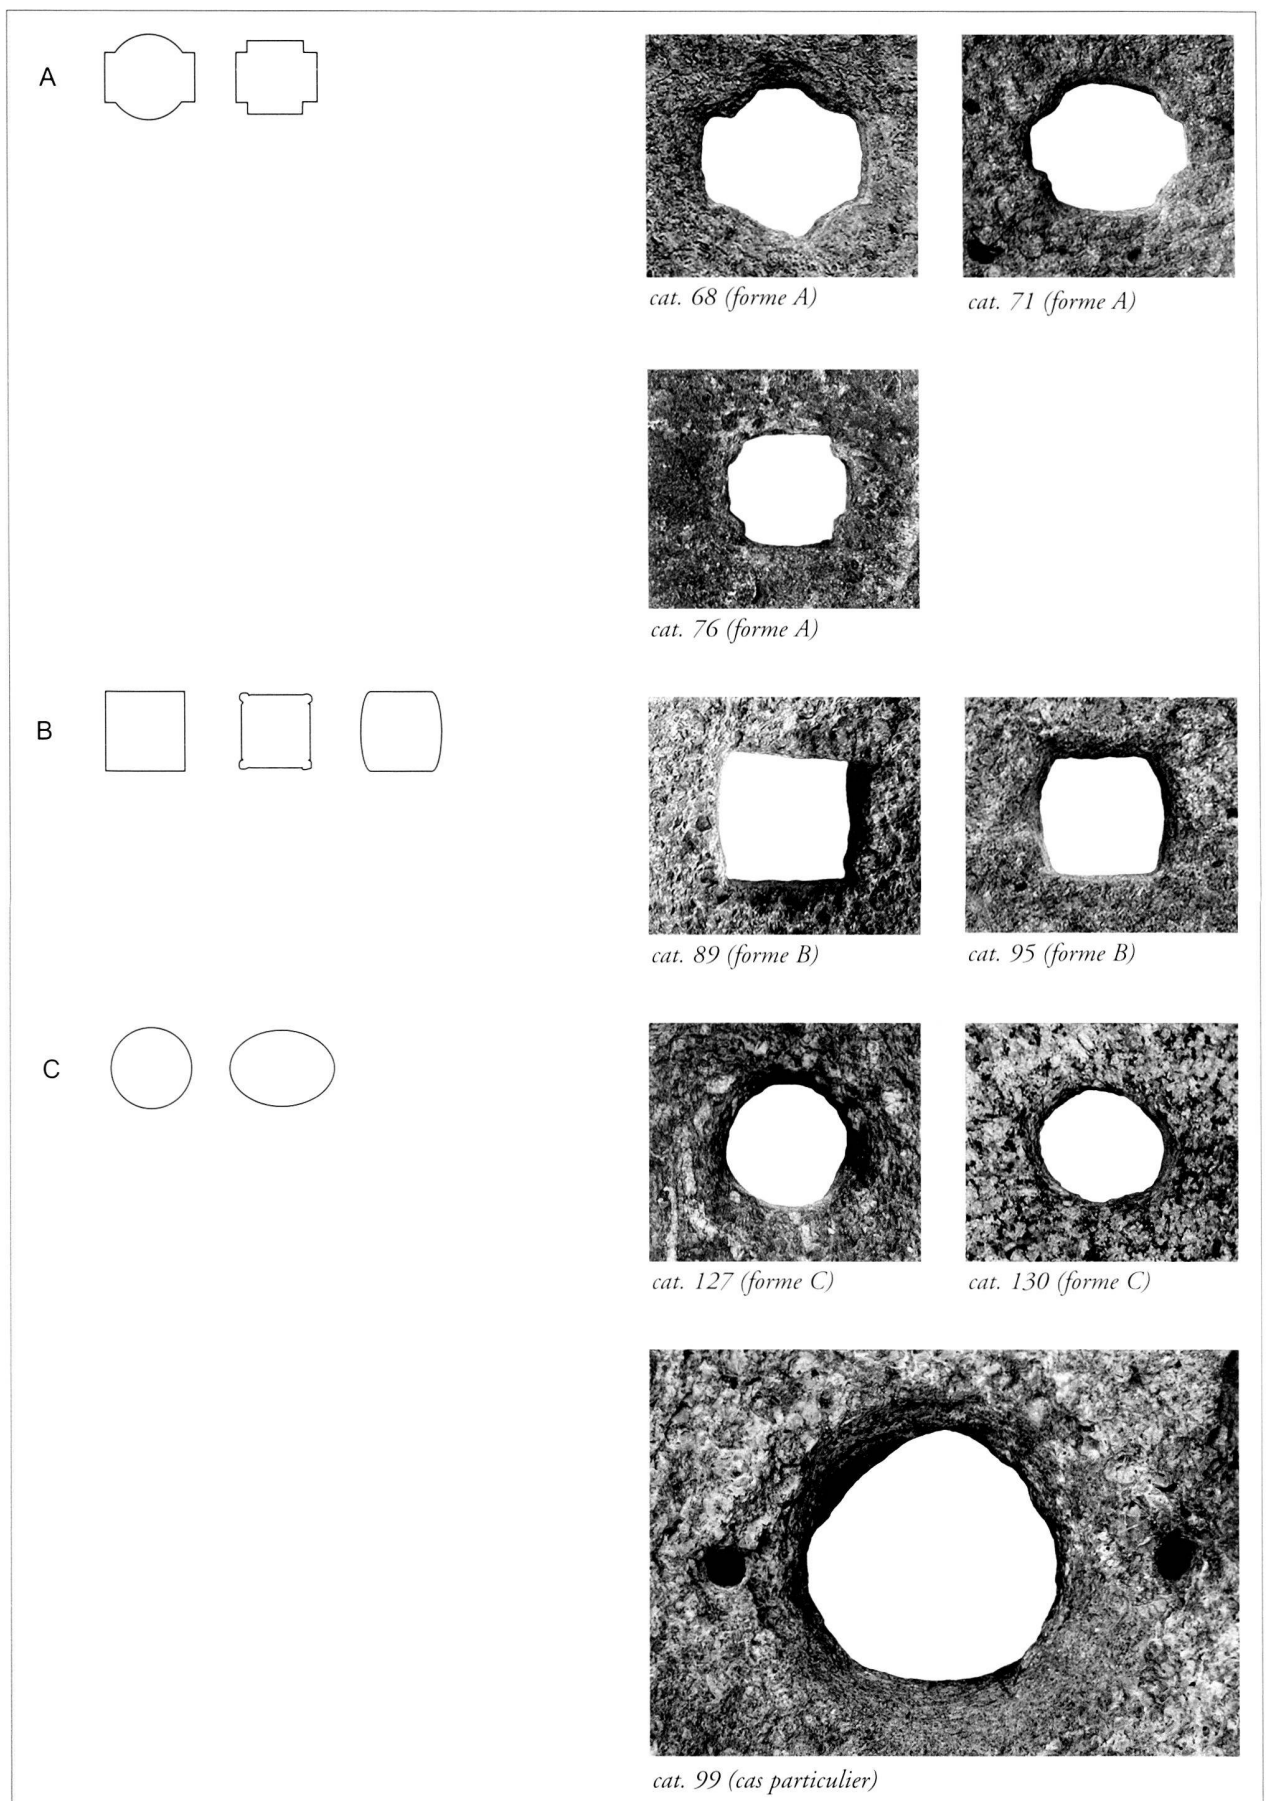 A
cat. 68 (forme A)
cat. 71 (forme A)
cat. 76 (forme A)
B
cat. 89 (forme B)
cat. 95 (forme B)
C
cat. 127 (forme C)
cat. 130 (forme C)
cat. 99 (cas particulier)